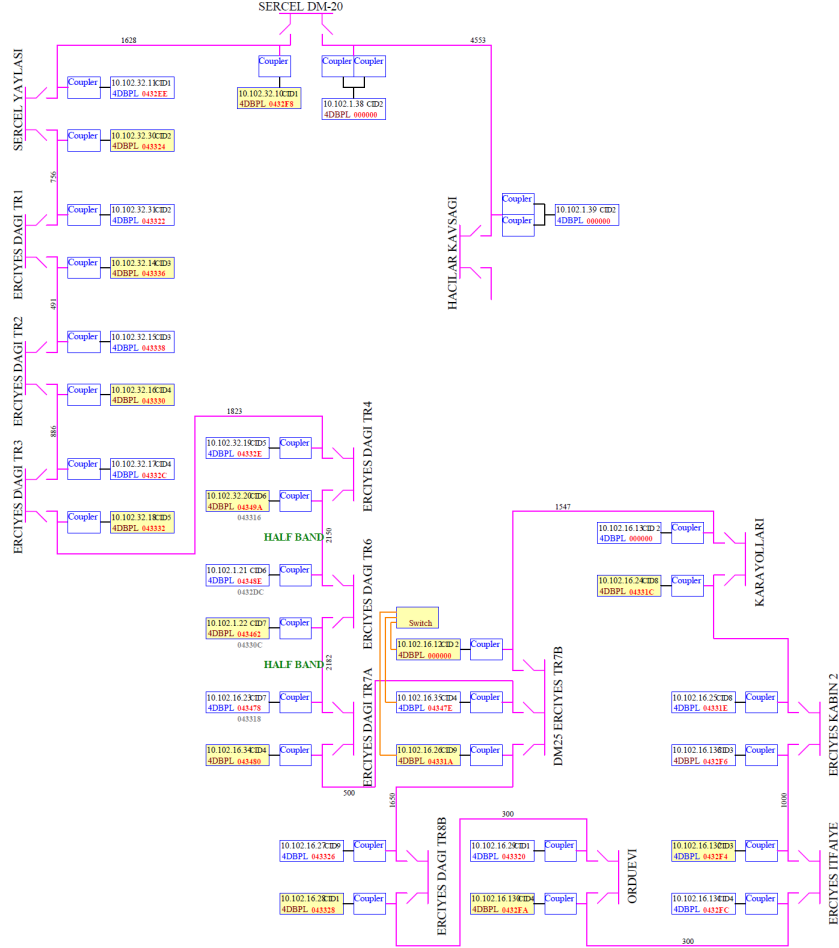 SERCEL DM-20
1628
4553
Coupler
Coupler
Coupler
10.102.32.10 CID1
4DBPL 0432F8
10.102.1.38 CID2
4DBPL 000000
SERCEL YAYLASI
Coupler
10.102.32.11 CID1
4DBPL 0432EE
Coupler
10.102.32.30 CID2
4DBPL 043324
756
HACILAR KAVSAGI
Coupler
Coupler
10.102.1.39 CID2
4DBPL 000000
ERCIYES DAGI TR1
Coupler
10.102.32.31 CID2
4DBPL 043322
Coupler
10.102.32.14 CID3
4DBPL 043336
491
ERCIYES DAGI TR2
Coupler
10.102.32.15 CID3
4DBPL 043338
Coupler
10.102.32.16 CID4
4DBPL 043330
886
ERCIYES DAGI TR3
Coupler
10.102.32.17 CID4
4DBPL 04332C
Coupler
10.102.32.18 CID5
4DBPL 043332
1823
ERCIYES DAGI TR4
10.102.32.19 CID5
4DBPL 04332E
Coupler
10.102.32.20 CID6
4DBPL 04349A
Coupler
043316
HALF BAND
2150
ERCIYES DAGI TR6
10.102.1.21 CID6
4DBPL 04348E
Coupler
0432DC
10.102.1.22 CID7
4DBPL 043462
Coupler
04330C
HALF BAND
2182
ERCIYES DAGI TR7A
10.102.16.23 CID7
4DBPL 043478
Coupler
043318
10.102.16.34 CID4
4DBPL 043480
Coupler
500
1547
Switch
10.102.16.12 CID 2
4DBPL 000000
Coupler
DM25 ERCIYES TR7B
10.102.16.35 CID4
4DBPL 04347E
Coupler
10.102.16.26 CID9
4DBPL 04331A
Coupler
1650
KARAYOLLARI
10.102.16.13 CID 2
4DBPL 000000
Coupler
10.102.16.24 CID8
4DBPL 04331C
Coupler
ERCIYES KABIN 2
10.102.16.25 CID8
4DBPL 04331E
Coupler
10.102.16.136 CID3
4DBPL 0432F6
Coupler
1000
ERCIYES DAGI TR8B
10.102.16.27 CID9
4DBPL 043326
Coupler
10.102.16.28 CID1
4DBPL 043328
Coupler
300
ORDUEVI
10.102.16.29 CID1
4DBPL 043320
Coupler
10.102.16.130 CID4
4DBPL 0432FA
Coupler
ERCIYES ITFAIYE
10.102.16.132 CID3
4DBPL 0432F4
Coupler
10.102.16.131 CID4
4DBPL 0432FC
Coupler
300